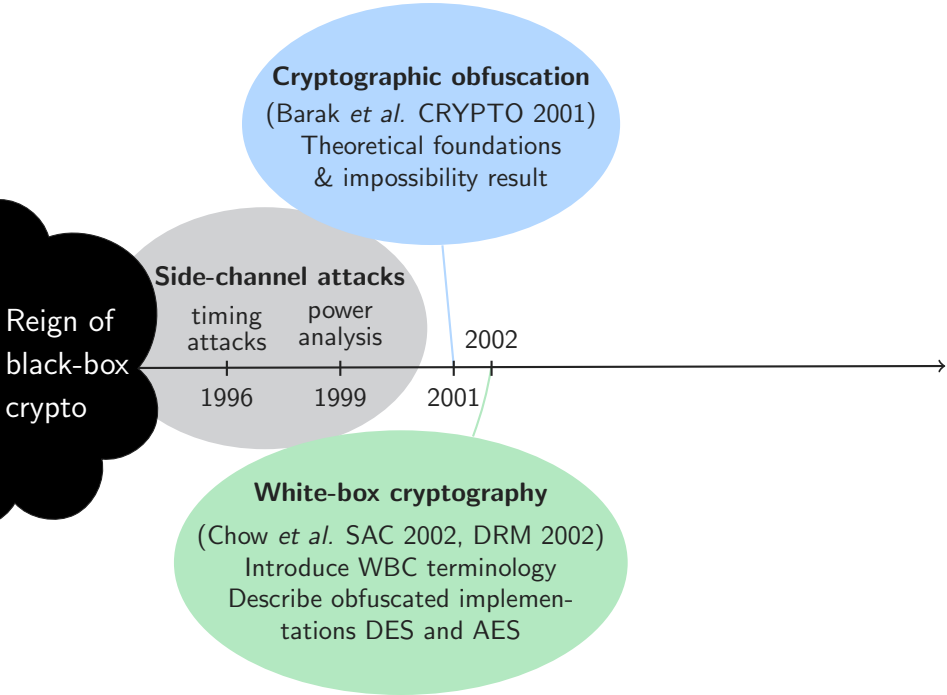 Cryptographic obfuscation
(Barak et al. CRYPTO 2001)
Theoretical foundations
& impossibility result
Side-channel attacks
timing
attacks
power
analysis
Reign of
black-box
crypto
2002
1996
1999
2001
White-box cryptography
(Chow et al. SAC 2002, DRM 2002)
Introduce WBC terminology
Describe obfuscated implemen-
tations DES and AES